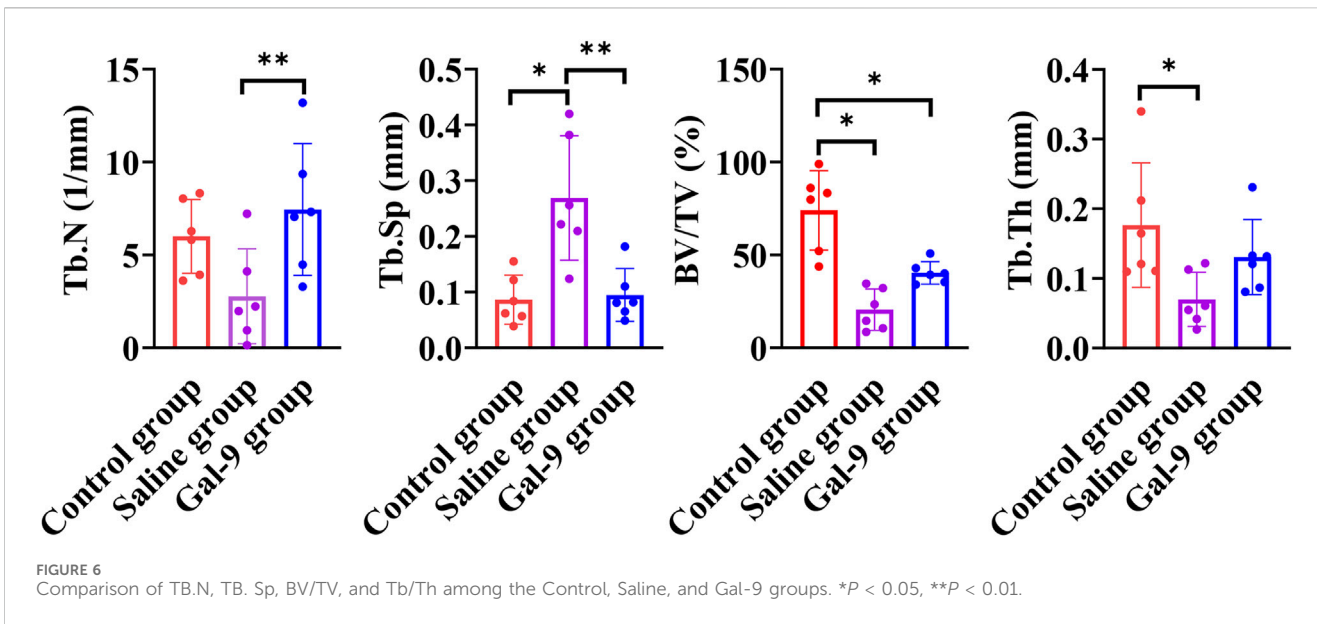 **
15
10
5
0
Tb.N (1/mm)
Control group
Saline group
Gal-9 group
*
**
0.5
0.4
0.3
0.2
0.1
0.0
Tb.Sp (mm)
Control group
Saline group
Gal-9 group
*
*
150
100
50
0
BV/TV (%)
Control group
Saline group
Gal-9 group
*
0.4
0.3
0.2
0.1
0.0
Tb.Th (mm)
Control group
Saline group
Gal-9 group
FIGURE 6
Comparison of TB.N, TB. Sp, BV/TV, and Tb/Th among the Control, Saline, and Gal-9 groups. *P < 0.05, **P < 0.01.